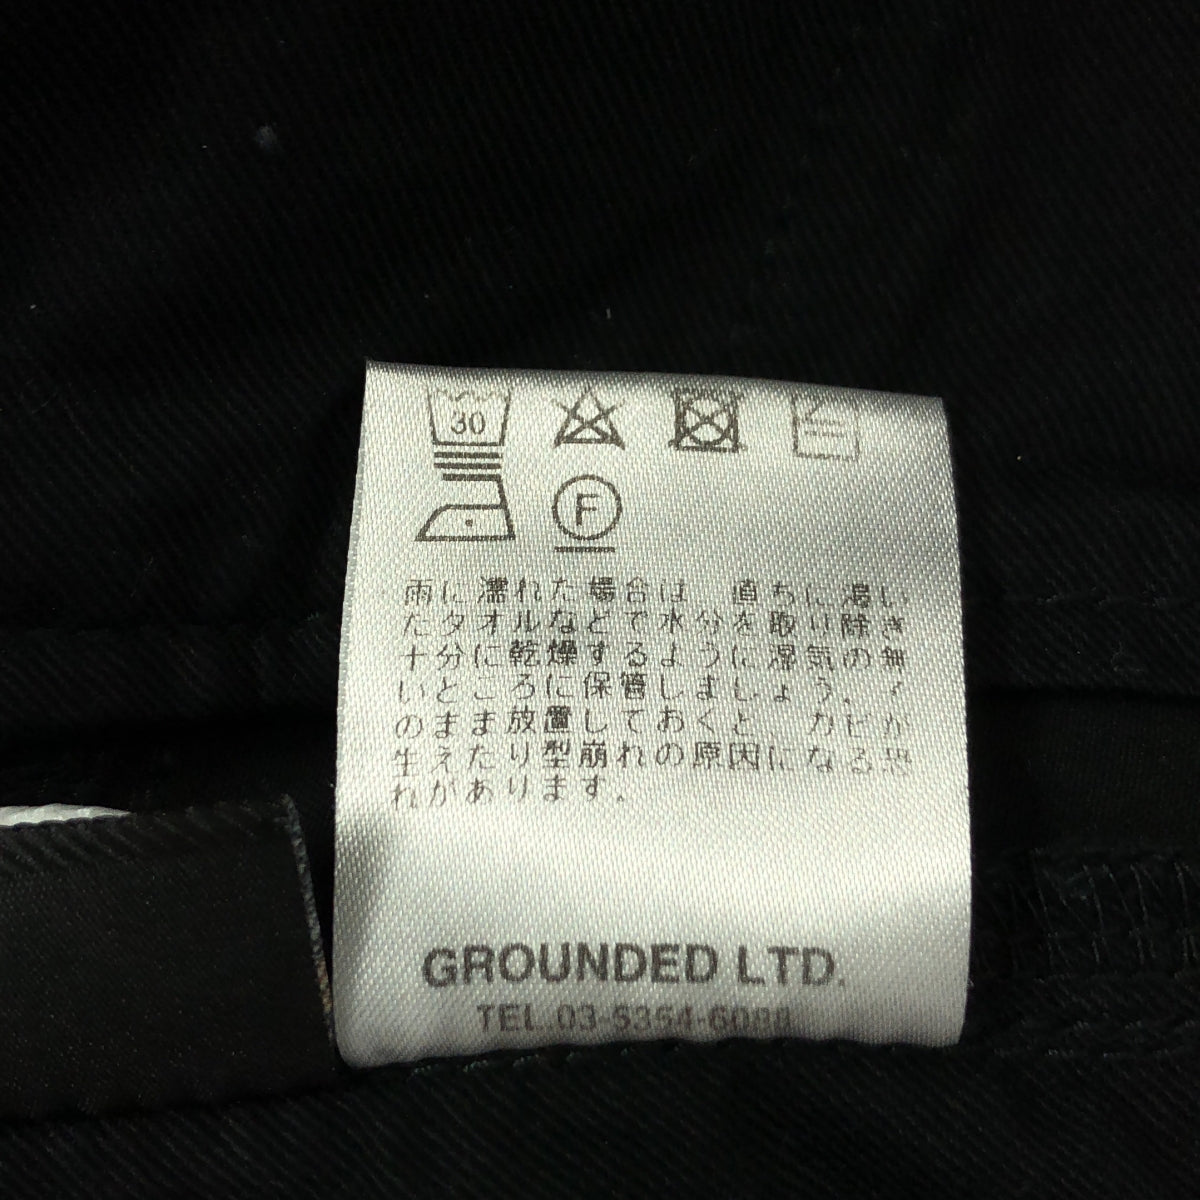 30
F
雨に濡れた場合は、直ちに渇い
たタオルなどで水分を取り除き
十分に乾燥するように湿気の無
いところに保管しましょう。そ
のまま放置しておくと、カビが
生えたり型崩れの原因になる恐
れがあります。
GROUNDED LTD.
TEL.